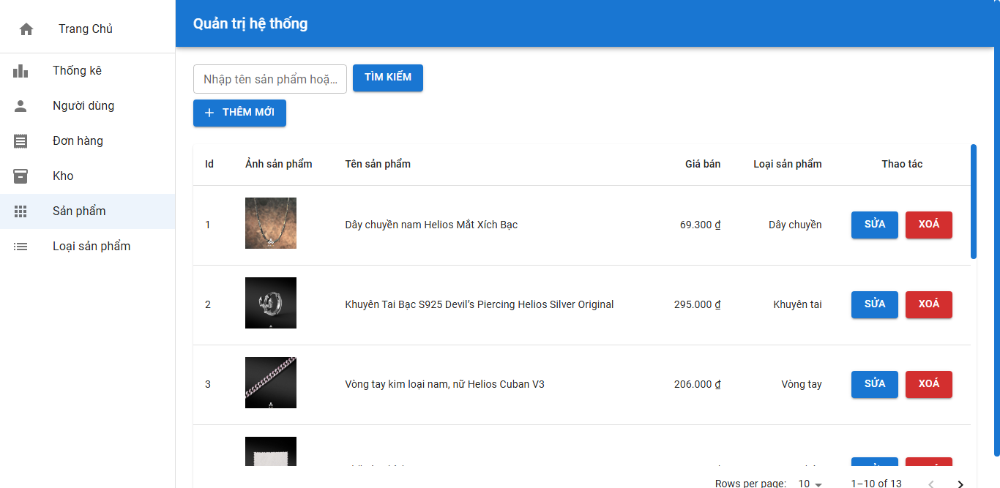 Trang Chủ
Quản trị hệ thống
Thống kê
Người dùng
Đơn hàng
Kho
Sản phẩm
Loại sản phẩm
Nhập tên sản phẩm hoặ...
TÌM KIẾM
THÊM MỚI
Id Ảnh sản phẩm Tên sản phẩm Giá bán Loại sản phẩm Thao tác
1 Dây chuyền nam Helios Mắt Xích Bạc 69.300 ₫ Dây chuyền SỬA XOÁ
2 Khuyên Tai Bạc S925 Devil’s Piercing Helios Silver Original 295.000 ₫ Khuyên tai SỬA XOÁ
3 Vòng tay kim loại nam, nữ Helios Cuban V3 206.000 ₫ Vòng tay SỬA XOÁ
Rows per page: 10 1–10 of 13